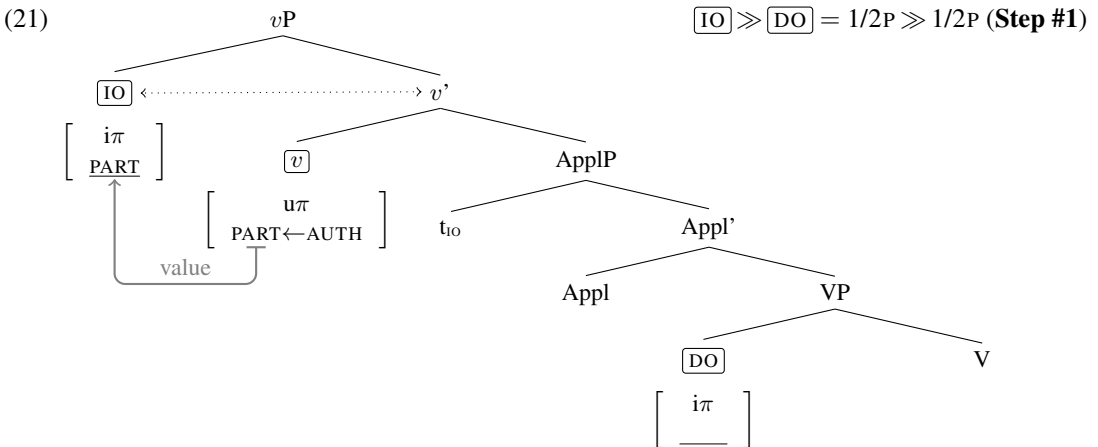 (21) vP IO ≫ DO = 1/2P ≫ 1/2P (Step #1)
IO v'
iπ
PART
v ApplP
uπ
PART←AUTH
t_IO Appl'
value
Appl VP
DO V
iπ